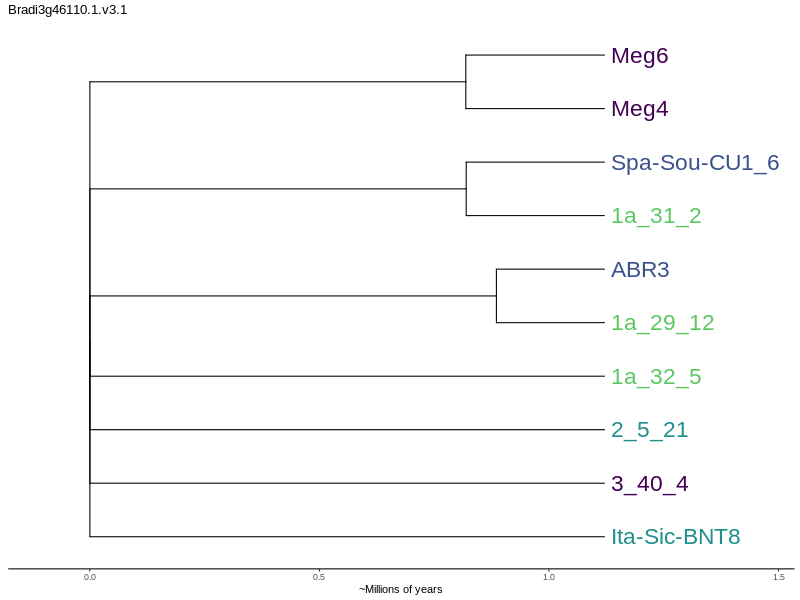 Bradi3g46110.1.v3.1
Meg6
Meg4
Spa-Sou-CU1_6
1a_31_2
ABR3
1a_29_12
1a_32_5
2_5_21
3_40_4
Ita-Sic-BNT8
0.0 0.5 1.0 1.5
~Millions of years